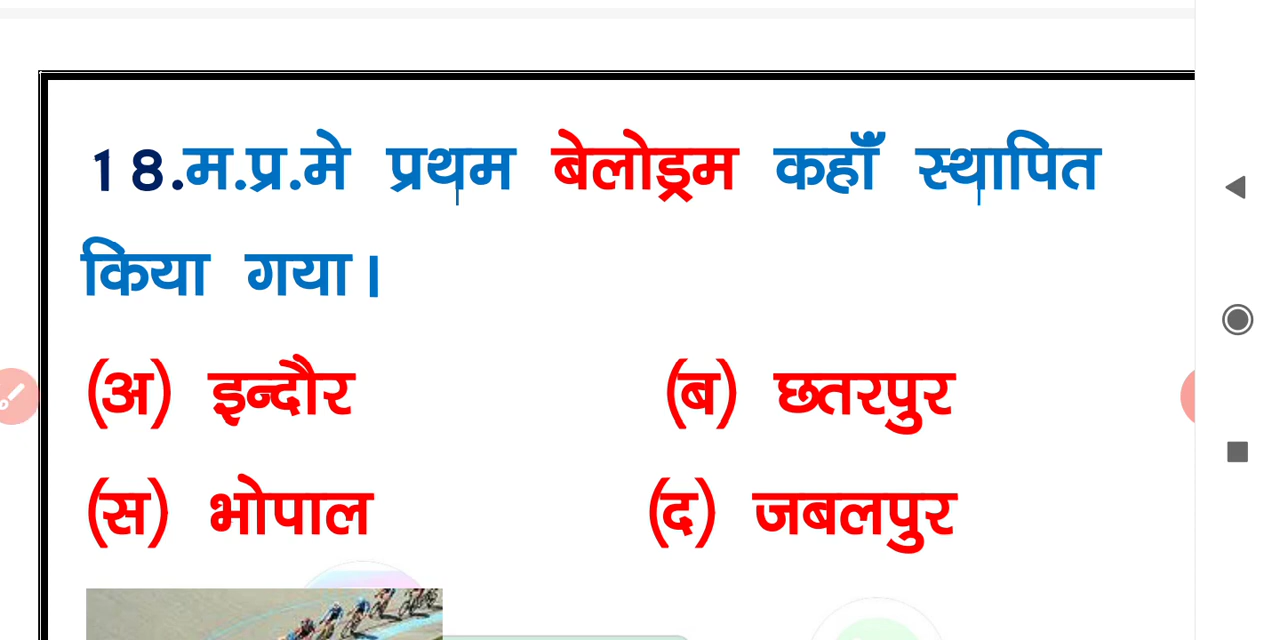 18.म.प्र.मे प्रथम बेलोड्रम कहाँ स्थापित
किया गया।
(अ) इन्दौर (ब) छतरपुर
(स) भोपाल (द) जबलपुर